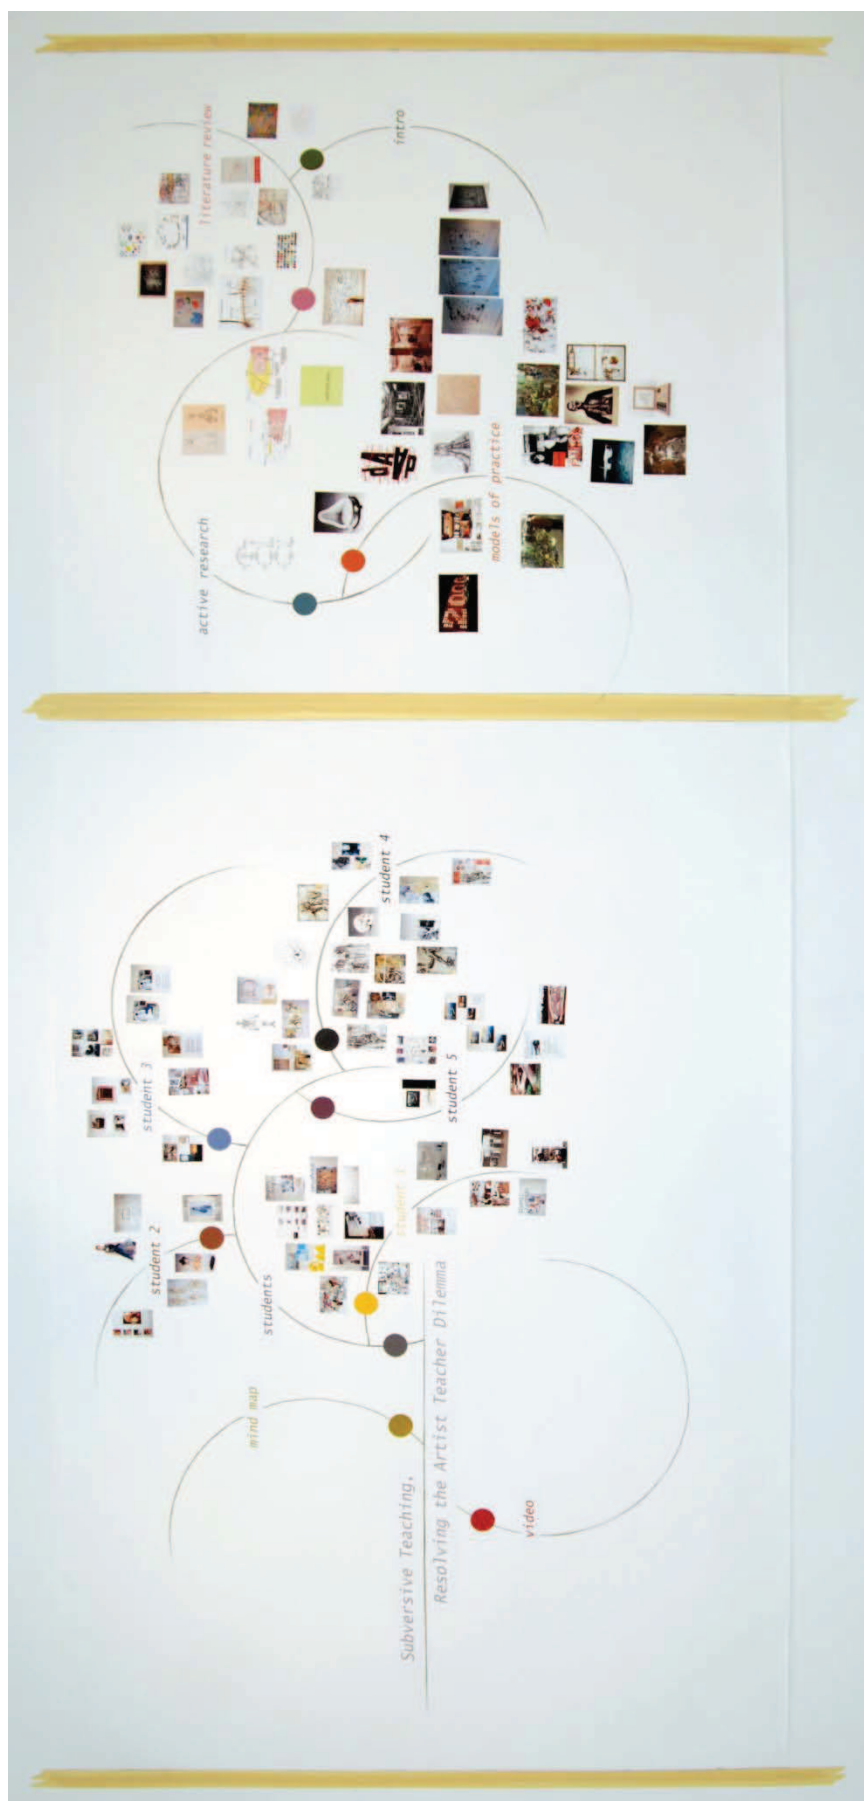 Subversive Teaching,
Resolving the Artist Teacher Dilemma
video
mind map
students
student 1
student 2
student 3
student 4
student 5
active research
models of practice
literature review
intro